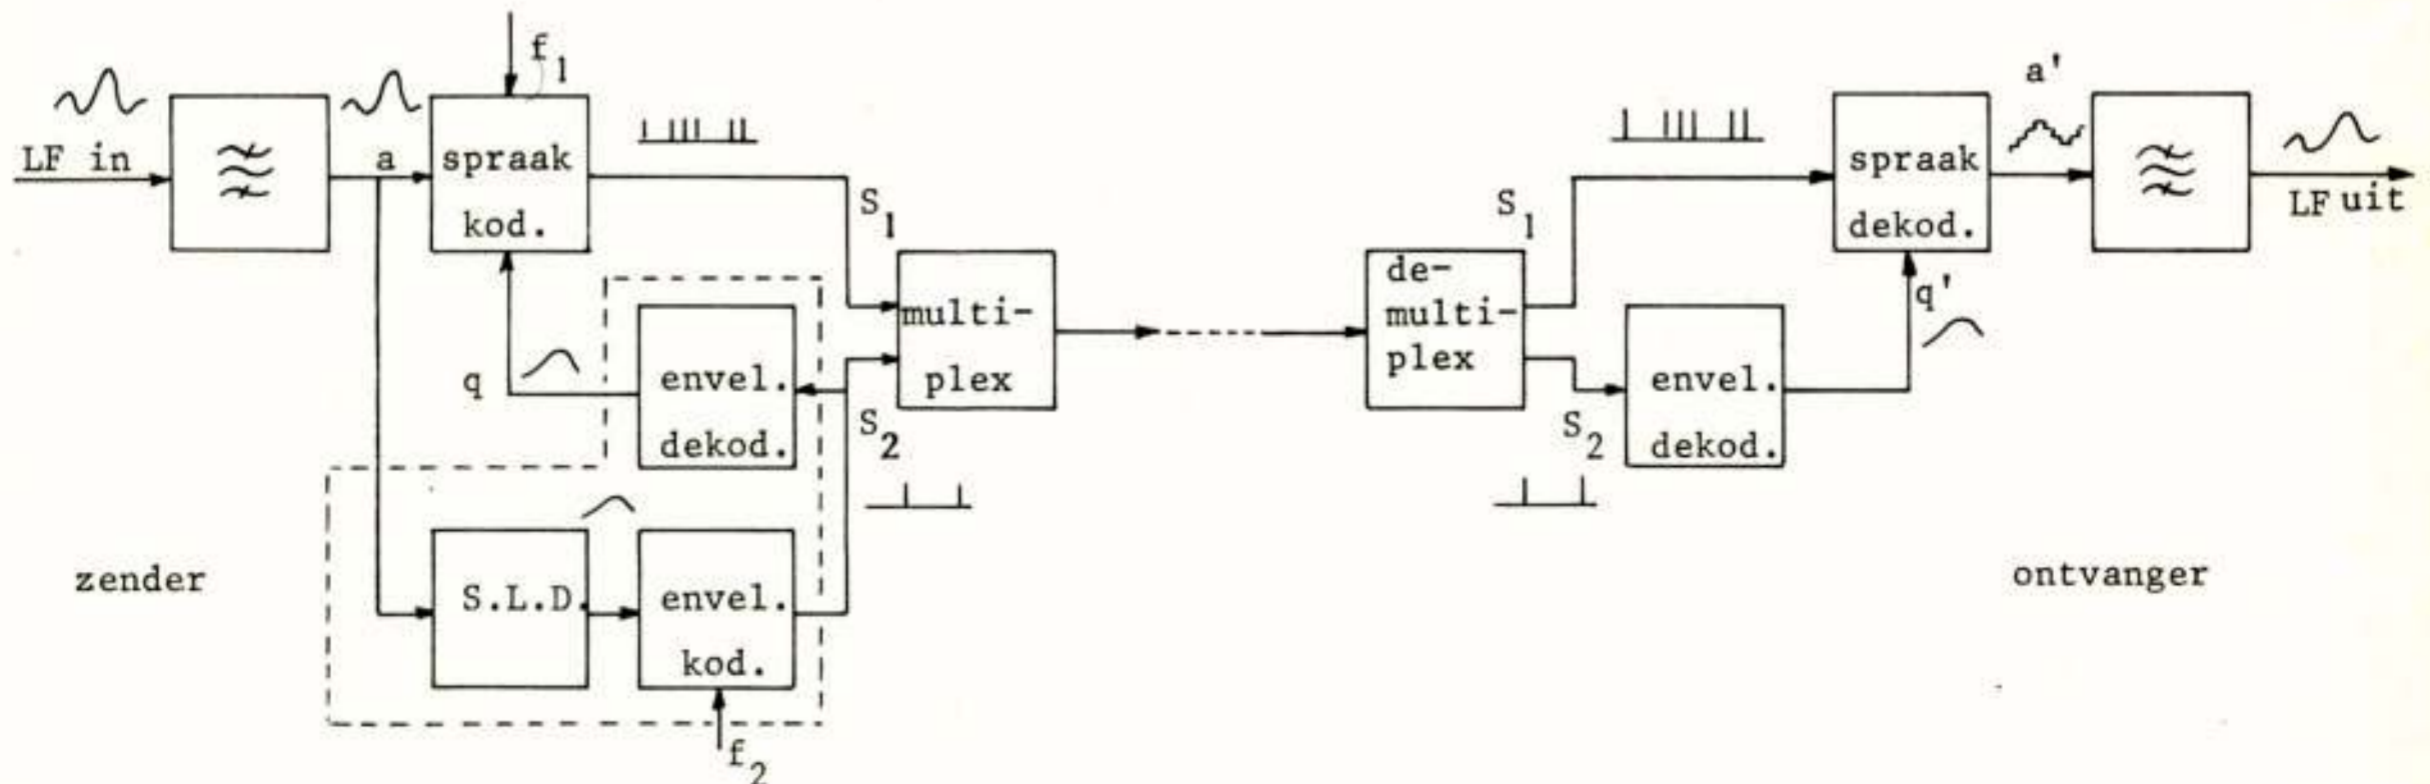 LF in
a
f1
spraak
kod.
S1
multi-
plex
q
envel.
dekod.
S2
S.L.D.
envel.
kod.
f2
zender
de-
multi-
plex
S1
S2
spraak
dekod.
a'
q'
envel.
dekod.
LF uit
ontvanger